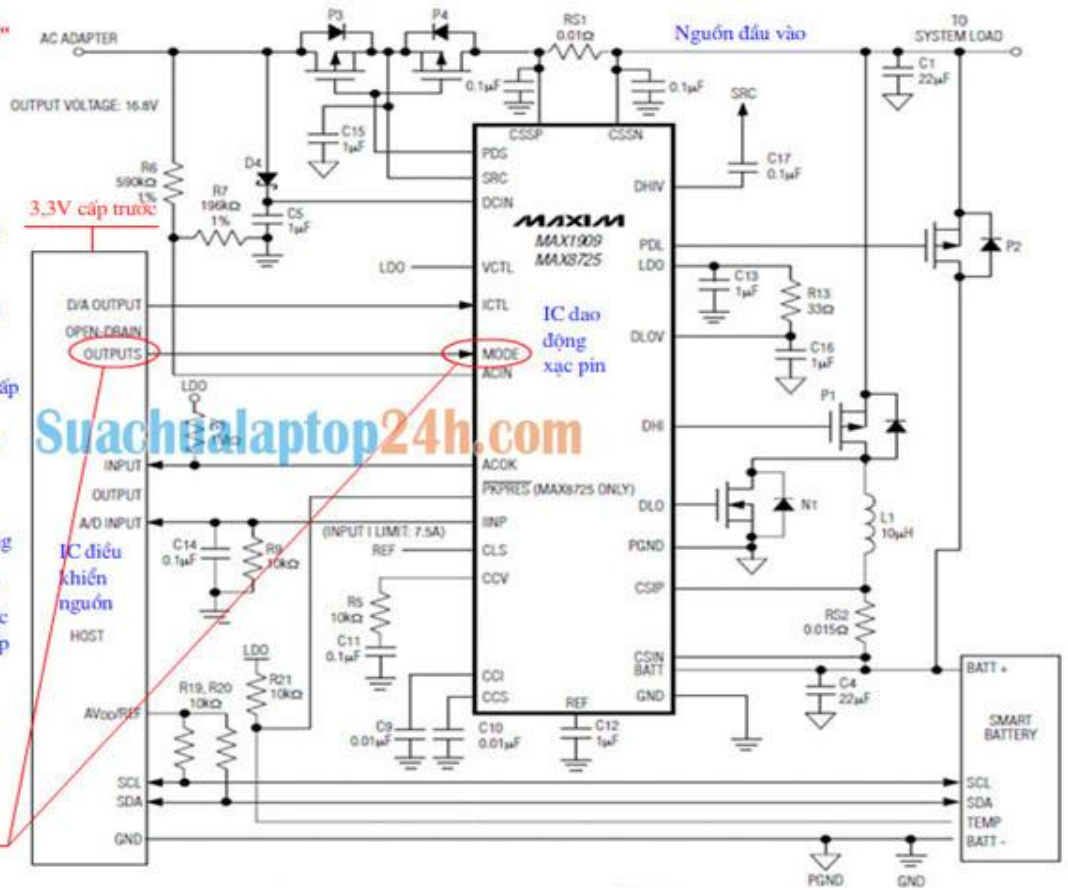 "
P3
P4
RS1
0.01Ω
Nguồn đầu vào
TO
SYSTEM LOAD
AC ADAPTER
0.1µF
0.1µF
C1
22µF
OUTPUT VOLTAGE: 16.8V
SRC
C15
1µF
CSSP
CSSN
C17
0.1µF
R6
590kΩ
1%
D4
PDS
SRC
DCIN
DHIV
R7
196kΩ
1%
C5
1µF
3,3V cấp trước
MAXIM
MAX1909
MAX8725
PDL
P2
LDO
VCTL
LDO
C13
1µF
R13
33Ω
D/A OUTPUT
ICTL
IC dao
động
xạc pin
OPEN-DRAIN
OUTPUTS
MODE
ACIN
DLOV
C16
1µF
ấp
LDO
P1
Suachualaptop24h.com
DHI
INPUT
ACOK
OUTPUT
PKPRES (MAX8725 ONLY)
DLO
N1
A/D INPUT
IINP
L1
10µH
g
IC điều
khiển
nguồn
C14
0.1µF
R9
10kΩ
(INPUT I LIMIT: 7.5A)
REF
CLS
PGND
CCV
CSIP
R5
10kΩ
RS2
0.015Ω
c
p
HOST
C11
0.1µF
LDO
CSIN
BATT
BATT +
CCI
R21
10kΩ
C4
22µF
R19, R20
10kΩ
CCS
REF
GND
AVDD/REF
C9
0.01µF
C10
0.01µF
C12
1µF
SMART
BATTERY
SCL
SCL
SDA
SDA
TEMP
GND
BATT -
PGND
GND